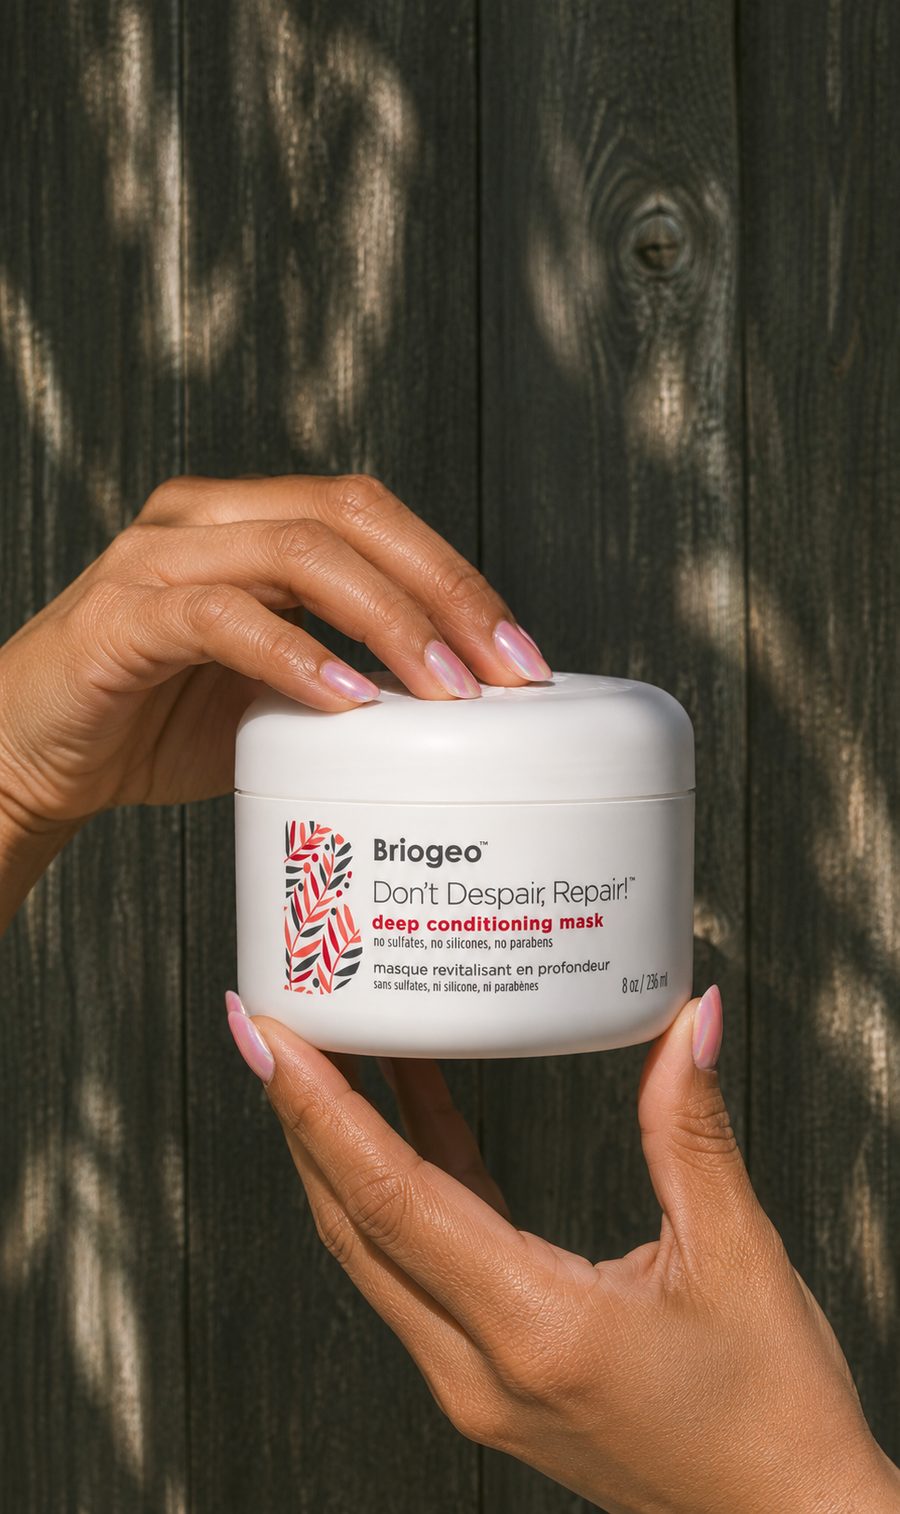 Briogeo™
Don't Despair, Repair!™
deep conditioning mask
no sulfates, no silicones, no parabens
masque revitalisant en profondeur
sans sulfates, ni silicone, ni parabènes
8 oz / 236 ml